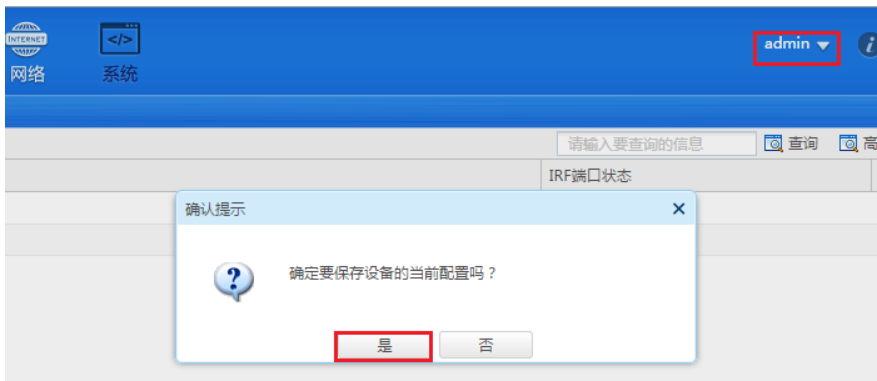 INTERNET
网络
</>
系统
admin
i
请输入要查询的信息
查询
高
IRF端口状态
确认提示
?
确定要保存设备的当前配置吗？
是
否